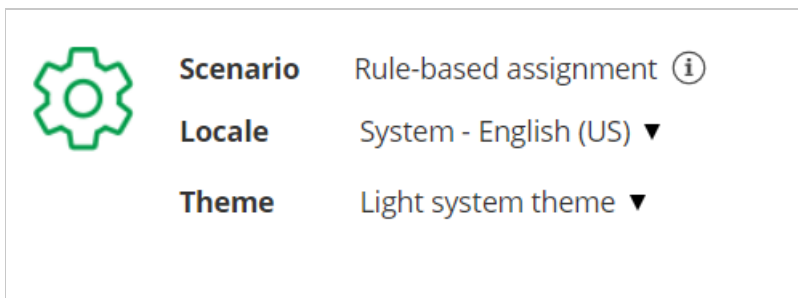 Scenario Rule-based assignment
Locale System - English (US) ▼
Theme Light system theme ▼